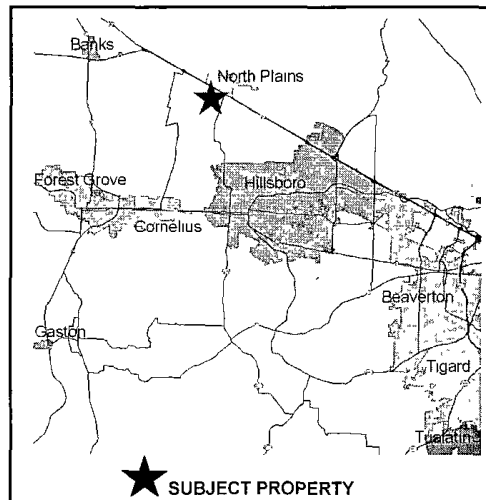 Banks
North Plains
Forest Grove
Hillsboro
Cornelius
Beaverton
Gaston
Tigard
Tualatin
SUBJECT PROPERTY